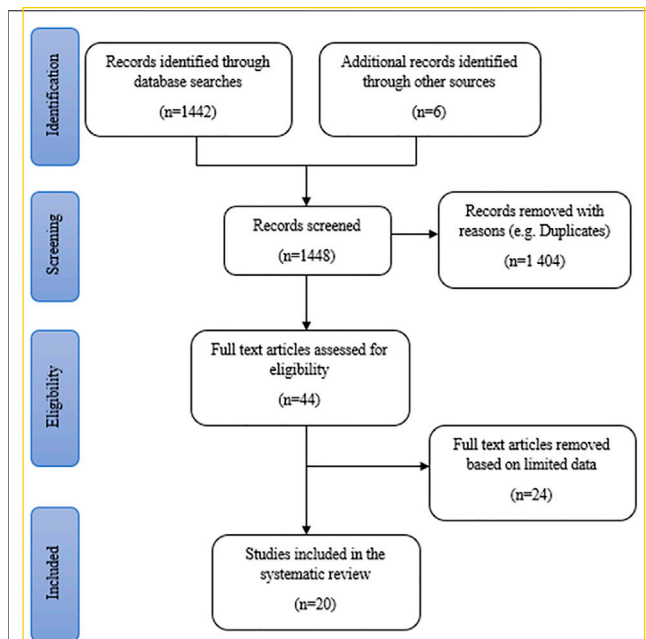 Identification
Records identified through
database searches
(n=1442)
Additional records identified
through other sources
(n=6)
Screening
Records screened
(n=1448)
Records removed with
reasons (e.g. Duplicates)
(n=1 404)
Eligibility
Full text articles assessed for
eligibility
(n=44)
Full text articles removed
based on limited data
(n=24)
Included
Studies included in the
systematic review
(n=20)